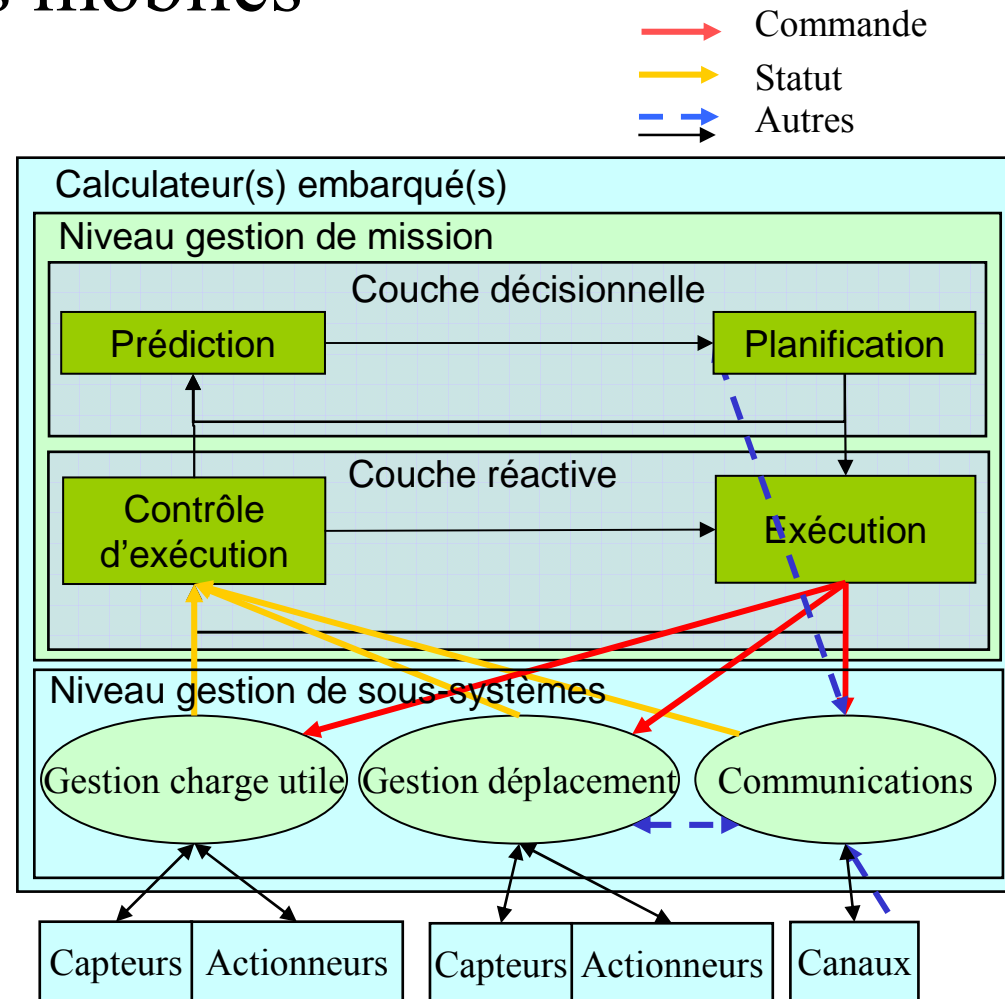 s mobiles
Commande
Statut
Autres
Calculateur(s) embarqué(s)
Niveau gestion de mission
Couche décisionnelle
Prédiction
Planification
Couche réactive
Contrôle
d’exécution
Exécution
Niveau gestion de sous-systèmes
Gestion charge utile
Gestion déplacement
Communications
Capteurs
Actionneurs
Capteurs
Actionneurs
Canaux